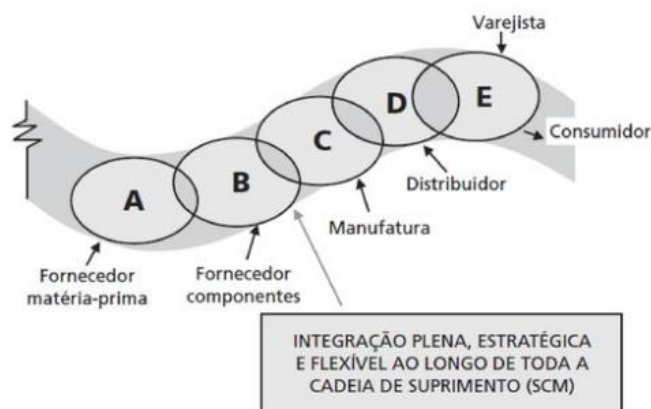 Varejista
D
E
C
Consumidor
B
A
Distribuidor
Manufatura
Fornecedor
matéria-prima
Fornecedor
componentes
INTEGRAÇÃO PLENA, ESTRATÉGICA
E FLEXÍVEL AO LONGO DE TODA A
CADEIA DE SUPRIMENTO (SCM)